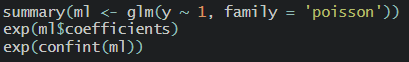 summary(ml <- glm(y ~ 1, family = 'poisson'))
exp(ml$coefficients)
exp(confint(ml))